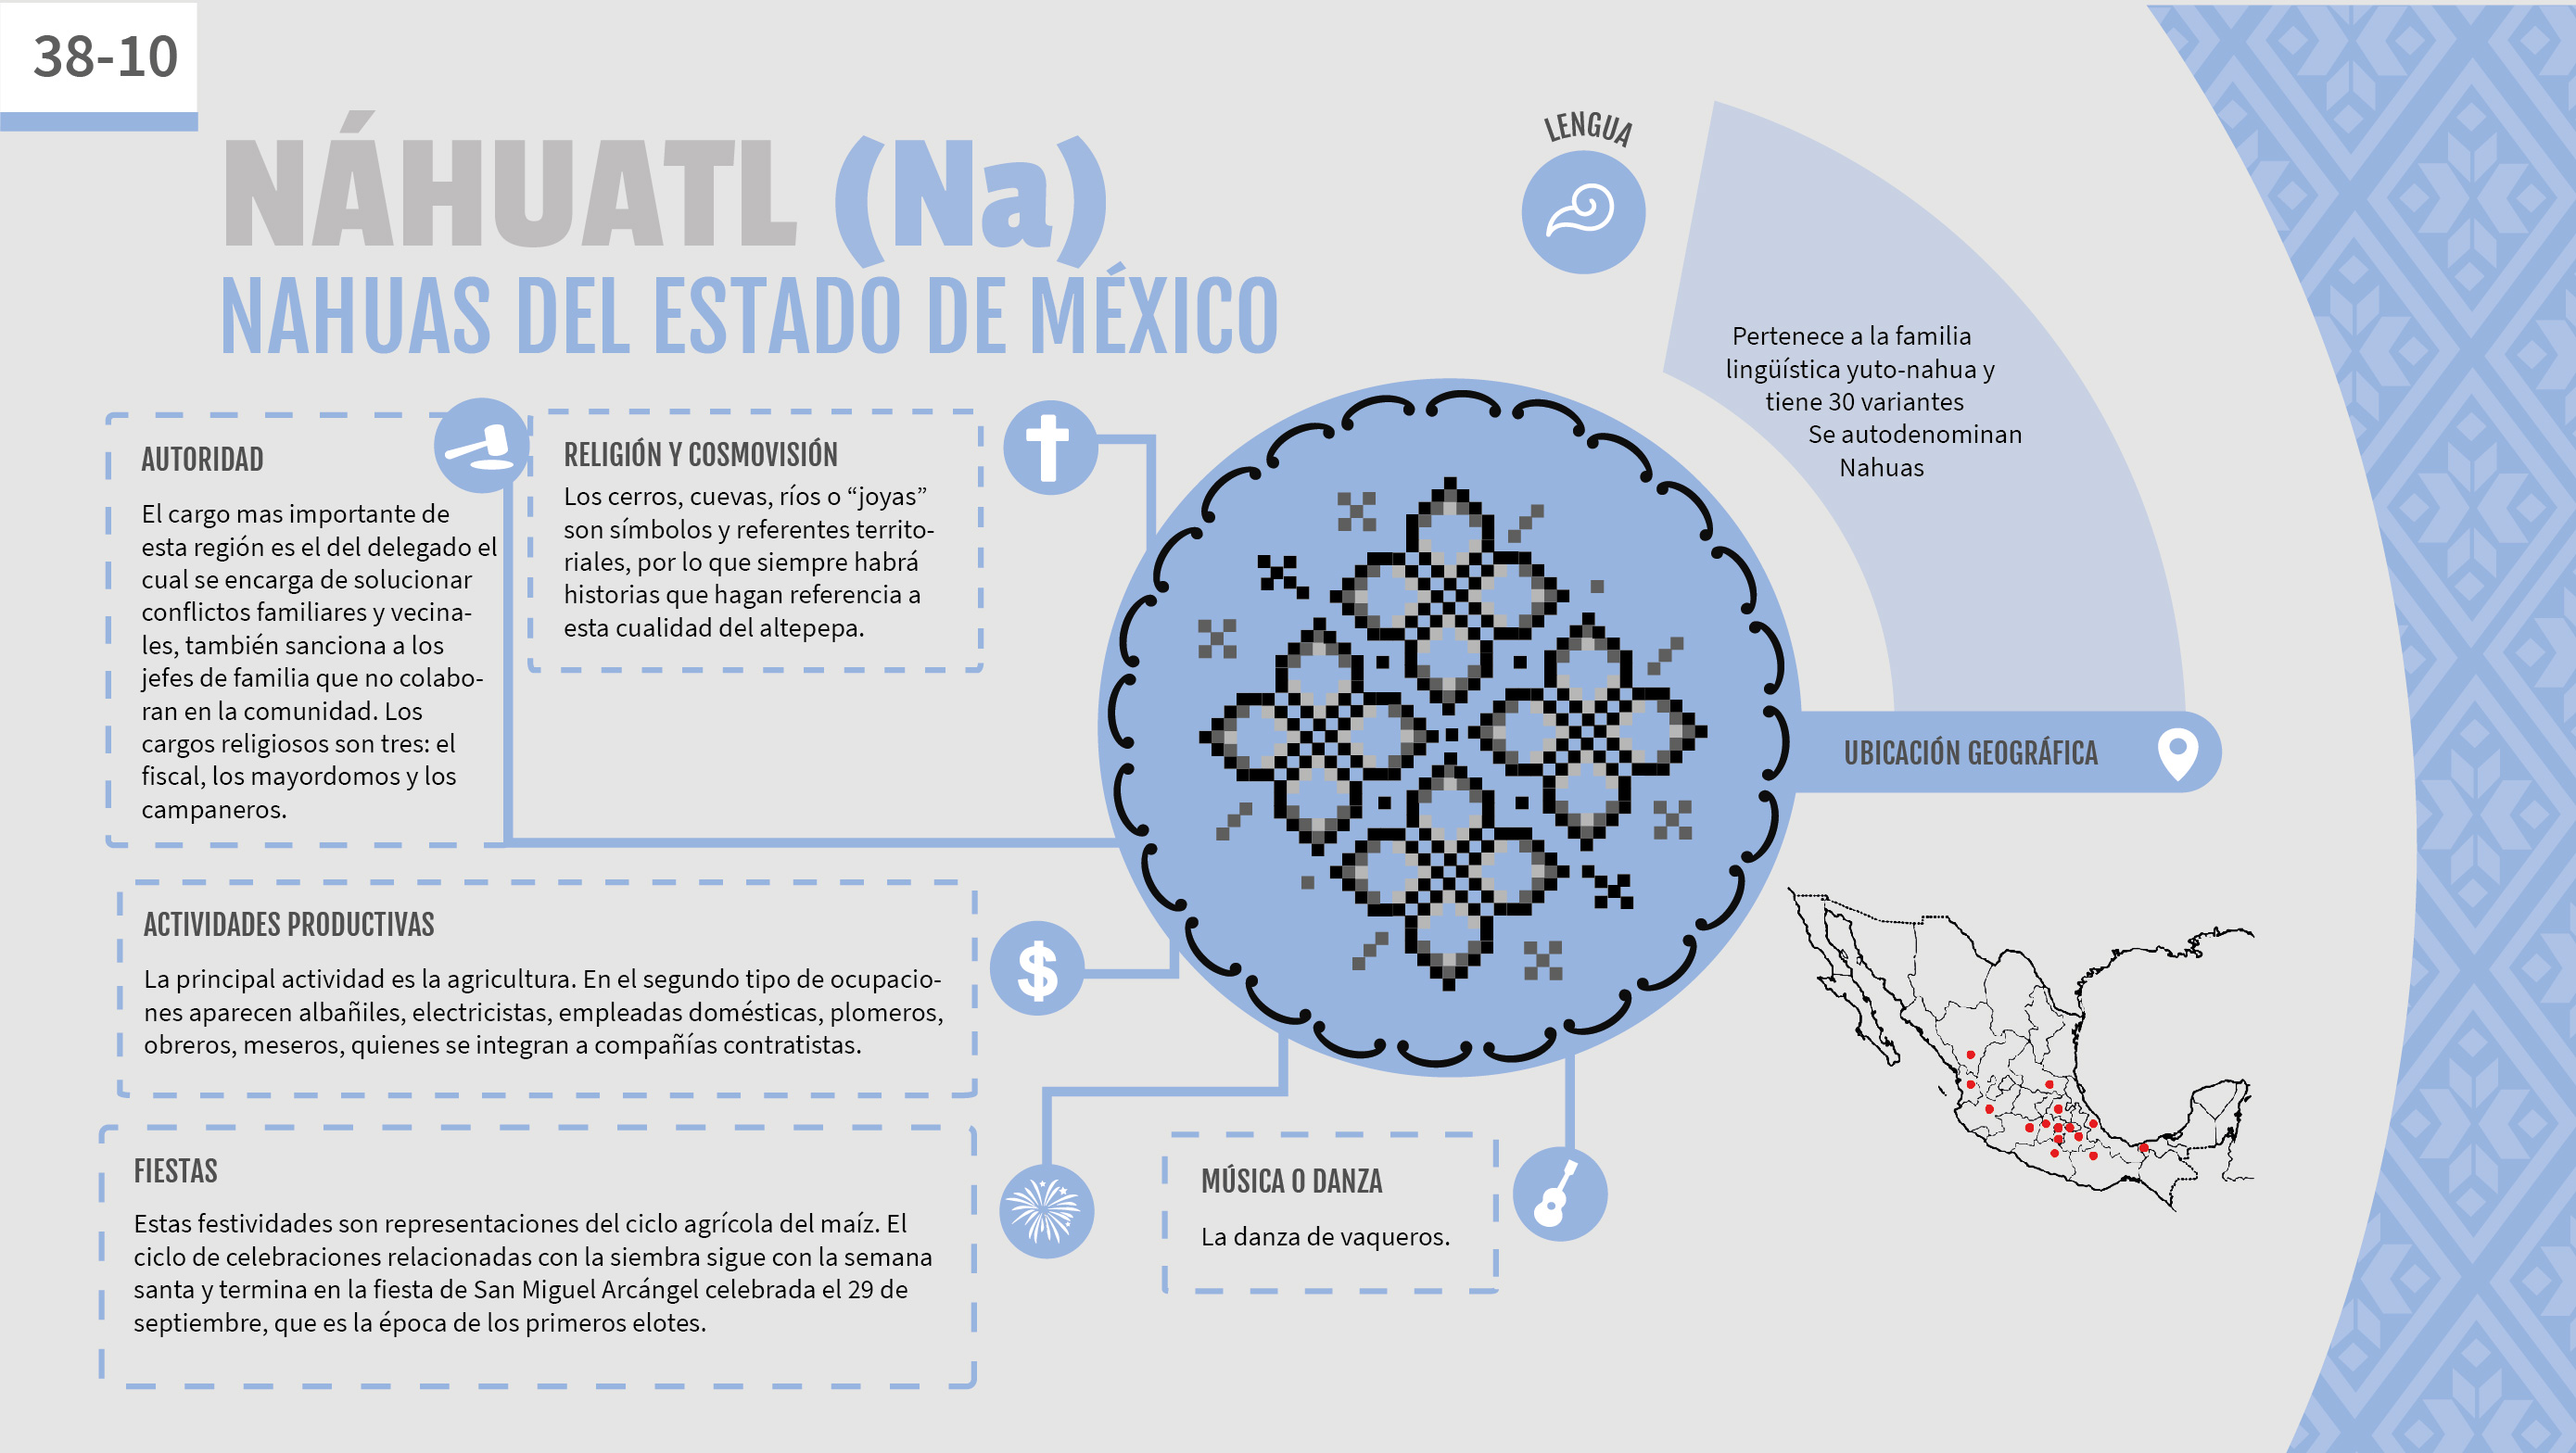 38-10
NÁHUATL (Na)
NAHUAS DEL ESTADO DE MÉXICO
LENGUA
Pertenece a la familia
lingüística yuto-nahua y
tiene 30 variantes
Se autodenominan
Nahuas
AUTORIDAD
El cargo mas importante de
esta región es el del delegado el
cual se encarga de solucionar
conflictos familiares y vecina-
les, también sanciona a los
jefes de familia que no colabo-
ran en la comunidad. Los
cargos religiosos son tres: el
fiscal, los mayordomos y los
campaneros.
RELIGIÓN Y COSMOVISIÓN
Los cerros, cuevas, ríos o “joyas”
son símbolos y referentes territo-
riales, por lo que siempre habrá
historias que hagan referencia a
esta cualidad del altepepa.
UBICACIÓN GEOGRÁFICA
ACTIVIDADES PRODUCTIVAS
La principal actividad es la agricultura. En el segundo tipo de ocupacio-
nes aparecen albañiles, electricistas, empleadas domésticas, plomeros,
obreros, meseros, quienes se integran a compañías contratistas.
$
FIESTAS
Estas festividades son representaciones del ciclo agrícola del maíz. El
ciclo de celebraciones relacionadas con la siembra sigue con la semana
santa y termina en la fiesta de San Miguel Arcángel celebrada el 29 de
septiembre, que es la época de los primeros elotes.
MÚSICA O DANZA
La danza de vaqueros.